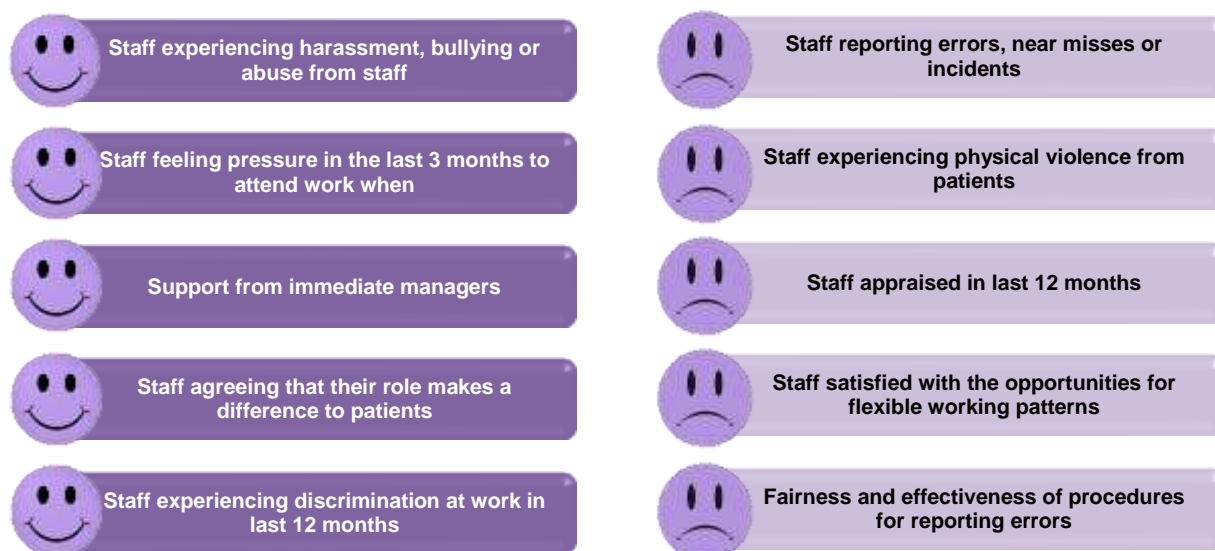 Staff experiencing harassment, bullying or
abuse from staff
Staff feeling pressure in the last 3 months to
attend work when
Support from immediate managers
Staff agreeing that their role makes a
difference to patients
Staff experiencing discrimination at work in
last 12 months
Staff reporting errors, near misses or
incidents
Staff experiencing physical violence from
patients
Staff appraised in last 12 months
Staff satisfied with the opportunities for
flexible working patterns
Fairness and effectiveness of procedures
for reporting errors